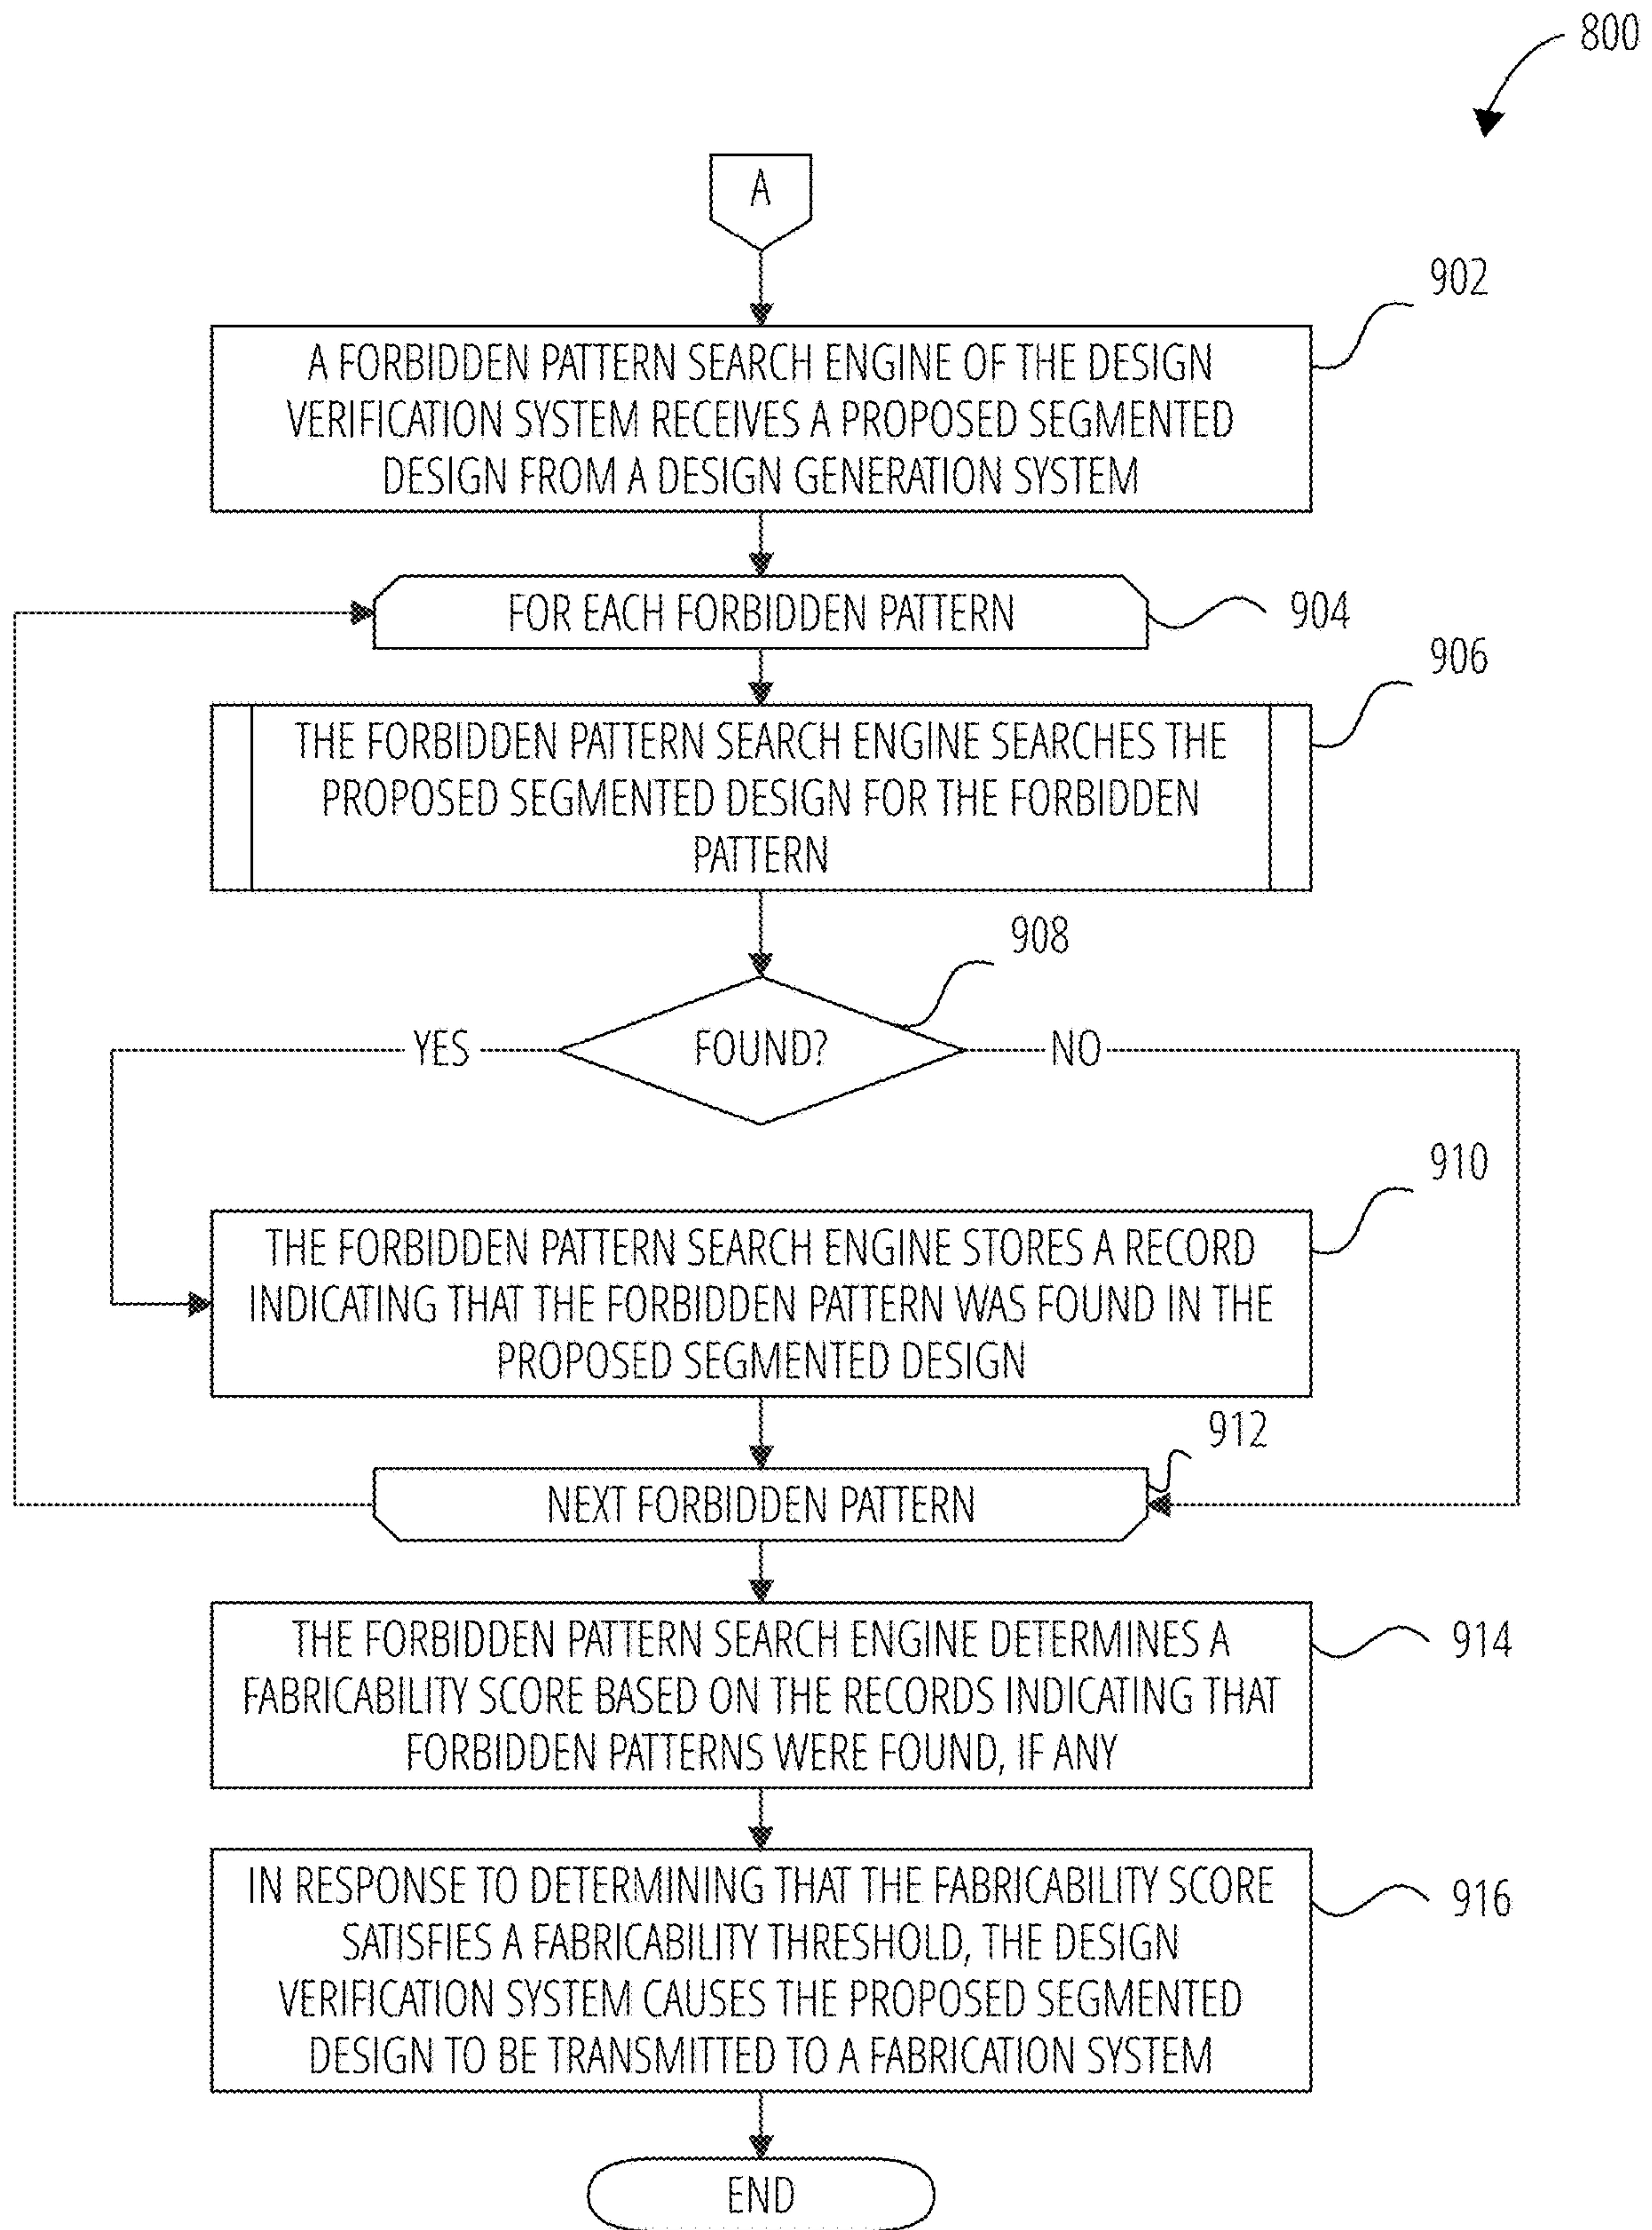 800
A
902
A FORBIDDEN PATTERN SEARCH ENGINE OF THE DESIGN
VERIFICATION SYSTEM RECEIVES A PROPOSED SEGMENTED
DESIGN FROM A DESIGN GENERATION SYSTEM
FOR EACH FORBIDDEN PATTERN
904
906
THE FORBIDDEN PATTERN SEARCH ENGINE SEARCHES THE
PROPOSED SEGMENTED DESIGN FOR THE FORBIDDEN
PATTERN
908
YES
FOUND?
NO
910
THE FORBIDDEN PATTERN SEARCH ENGINE STORES A RECORD
INDICATING THAT THE FORBIDDEN PATTERN WAS FOUND IN THE
PROPOSED SEGMENTED DESIGN
912
NEXT FORBIDDEN PATTERN
THE FORBIDDEN PATTERN SEARCH ENGINE DETERMINES A
FABRICABILITY SCORE BASED ON THE RECORDS INDICATING THAT
FORBIDDEN PATTERNS WERE FOUND, IF ANY
914
IN RESPONSE TO DETERMINING THAT THE FABRICABILITY SCORE
SATISFIES A FABRICABILITY THRESHOLD, THE DESIGN
VERIFICATION SYSTEM CAUSES THE PROPOSED SEGMENTED
DESIGN TO BE TRANSMITTED TO A FABRICATION SYSTEM
916
END